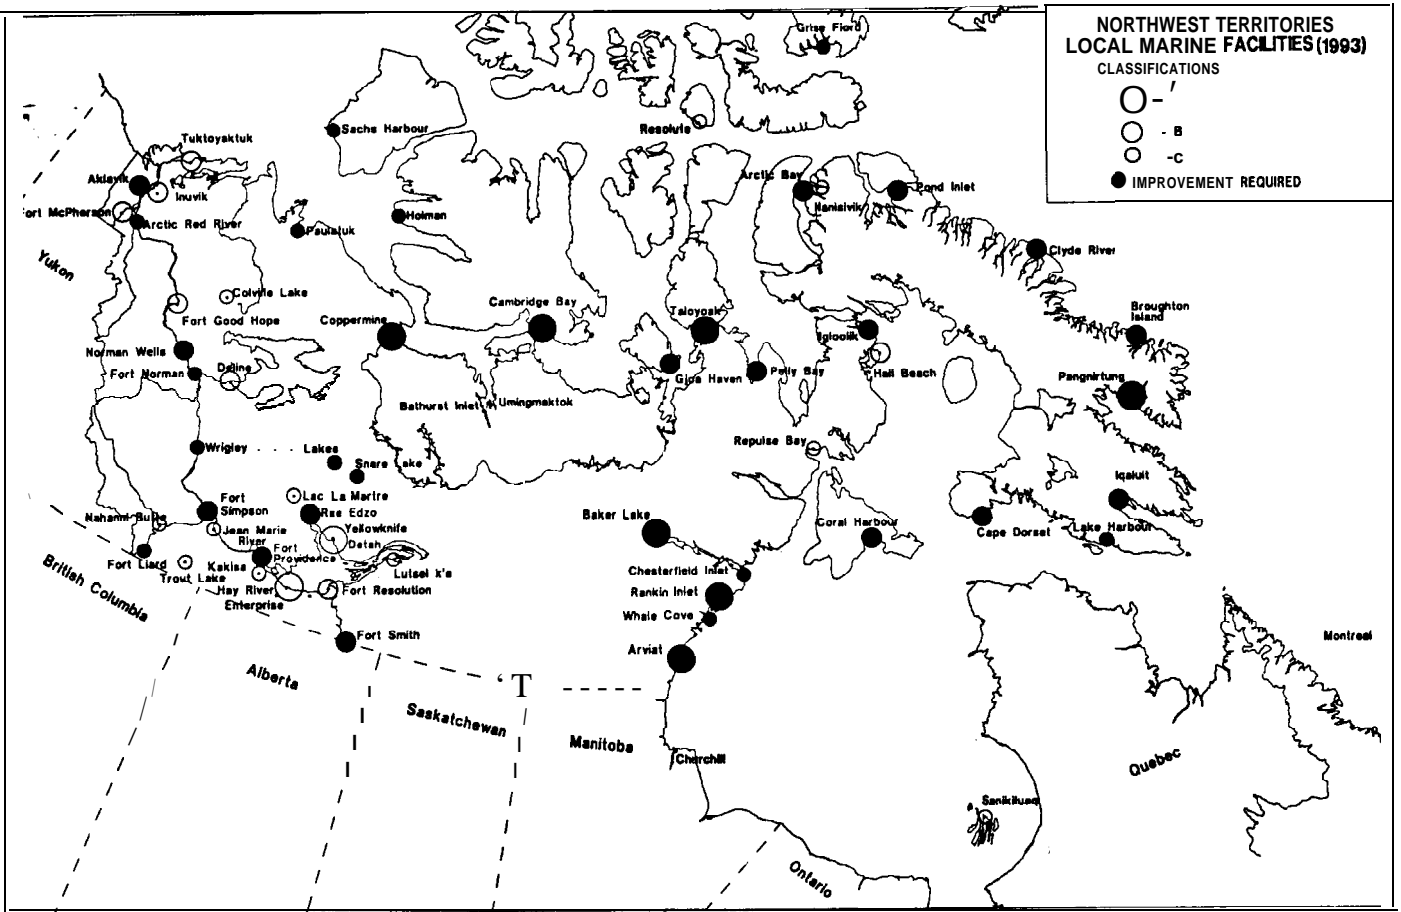 NORTHWEST TERRITORIES
LOCAL MARINE FACILITIES (1993)
CLASSIFICATIONS
- B
-C
IMPROVEMENT REQUIRED
Grise Fiord
Sachs Harbour
Resolute
Tuktoyaktuk
Aklavik
Inuvik
ort McPherson
Arctic Red River
Holman
Paulatuk
Arctic Bay
Nanisivik
Pond Inlet
Clyde River
Yukon
Colville Lake
Fort Good Hope
Coppermine
Cambridge Bay
Taloyoak
Igloolik
Broughton
Island
Norman Wells
Fort Norman
Deline
Gjoa Haven
Pelly Bay
Hall Beach
Pangnirtung
Bathurst Inlet
Umingmaktok
Repulse Bay
Wrigley
Lakes
Snare Lake
Lac La Martre
Iqaluit
Fort
Simpson
Rae Edzo
Nahanni Butte
Jean Marie
River
Yellowknife
Detah
Baker Lake
Coral Harbour
Cape Dorset
Lake Harbour
Fort
Providence
Fort Liard
Trout Lake
Kakisa
Lutsel k'e
Hay River
Enterprise
Fort Resolution
Chesterfield Inlet
Rankin Inlet
Whale Cove
British Columbia
Fort Smith
Arviat
Montreal
Alberta
‘T
Saskatchewan
Manitoba
Churchill
Quebec
Sanikiluaq
Ontario